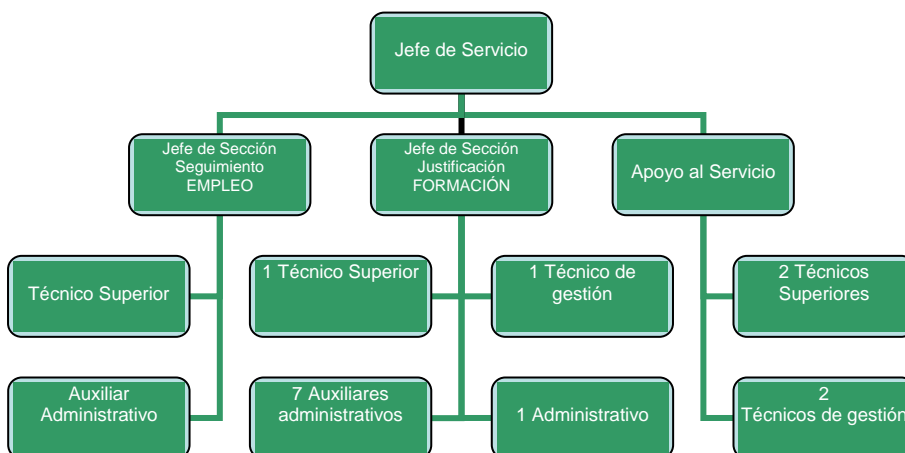 Jefe de Servicio
Jefe de Sección
Seguimiento
EMPLEO
Jefe de Sección
Justificación
FORMACIÓN
Apoyo al Servicio
Técnico Superior
1 Técnico Superior
1 Técnico de
gestión
2 Técnicos
Superiores
Auxiliar
Administrativo
7 Auxiliares
administrativos
1 Administrativo
2
Técnicos de gestión